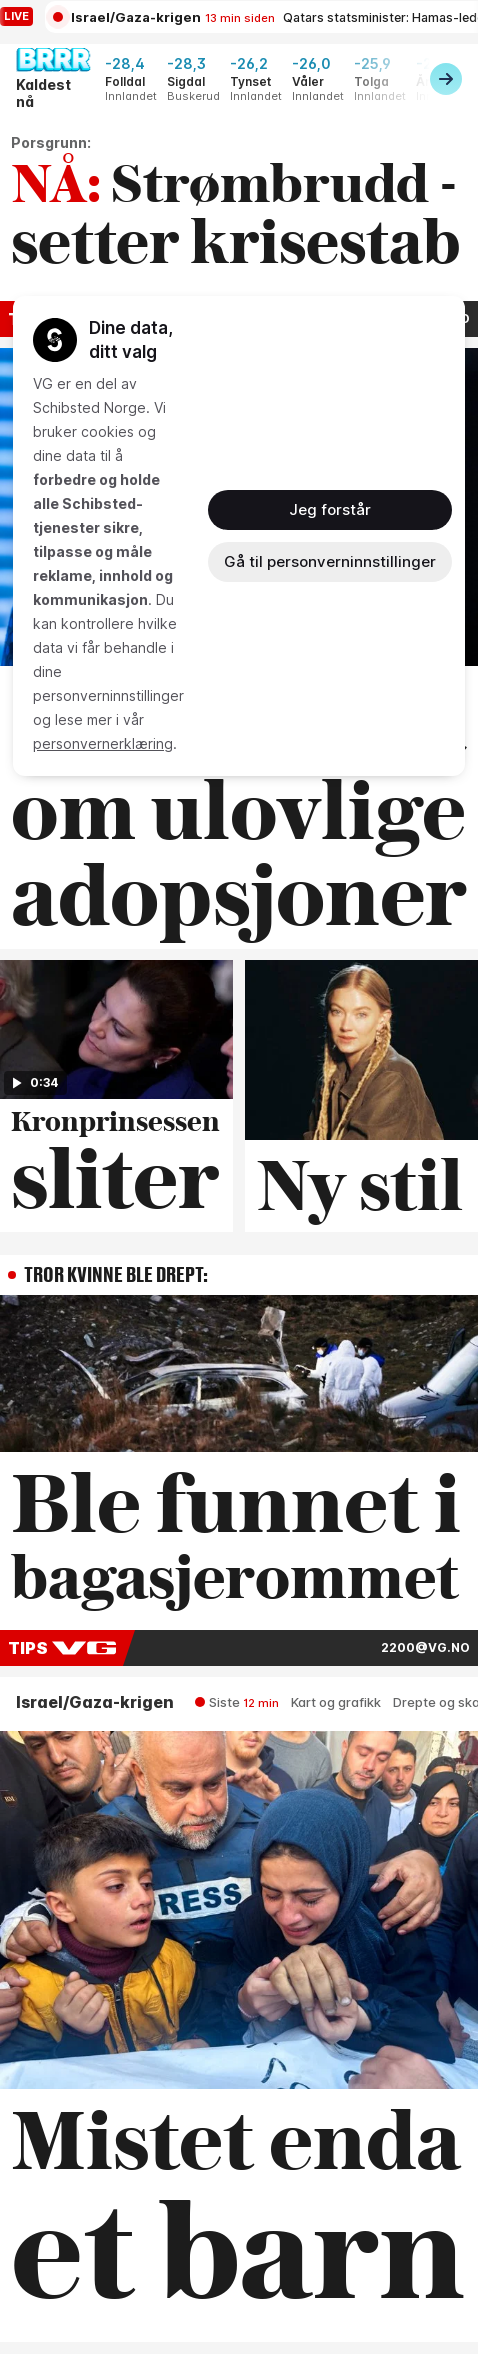 LIVE
Israel/Gaza-krigen 13 min siden Qatars statsminister:
BRRR
Kaldest
nå
-28,4 -28,3 -26,2 -26,0 -25,9
Folldal Sigdal Tynset Våler Tolga
Innlandet Buskerud Innlandet Innlandet Innlandet
Porsgrunn:
NÅ: Strømbrudd -
setter krisestab
Dine data,
ditt valg
VG er en del av
Schibsted Norge. Vi
bruker cookies og
dine data til å
forbedre og holde
alle Schibsted-
tjenester sikre,
tilpasse og måle
reklame, innhold og
kommunikasjon. Du
kan kontrollere hvilke
data vi får behandle i
dine
personverninnstillinger
og lese mer i vår
personvernerklæring.
Jeg forstår
Gå til personverninnstillinger
om ulovlige
adopsjoner
0:34
Kronprinsessen
sliter
Ny stil
TROR KVINNE BLE DREPT:
Ble funnet i
bagasjerommet
TIPS VG 2200@VG.NO
Israel/Gaza-krigen Siste 12 min Kart og grafikk Drepte og
PRESS
Mistet enda
et barn